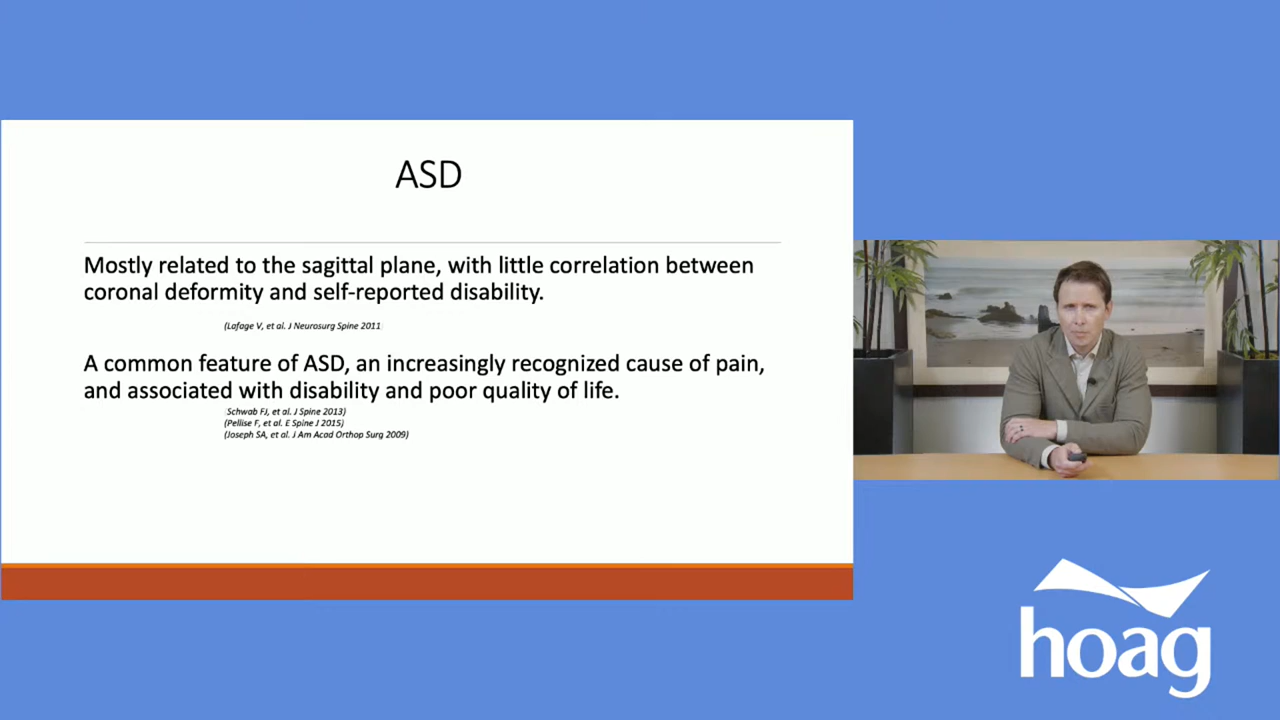 ASD
Mostly related to the sagittal plane, with little correlation between
coronal deformity and self-reported disability.
(Lafage V, et al. J Neurosurg Spine 2011
A common feature of ASD, an increasingly recognized cause of pain,
and associated with disability and poor quality of life.
Schwab FJ, et al. J Spine 2013)
(Pellise F, et al. E Spine J 2015)
(Joseph SA, et al. J Am Acad Orthop Surg 2009)
hoag